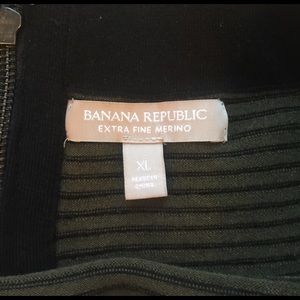 BANANA REPUBLIC
EXTRA FINE MERINO
XL
MADE IN
CHINA